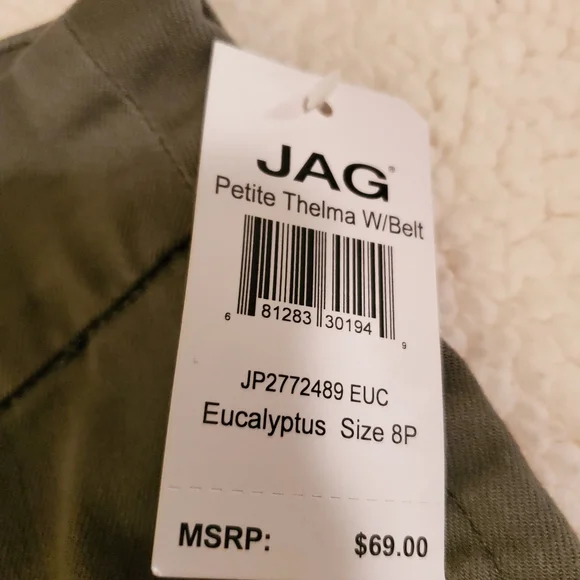 JAG®
Petite Thelma W/Belt
6 81283 30194 9
JP2772489 EUC
Eucalyptus Size 8P
MSRP: $69.00